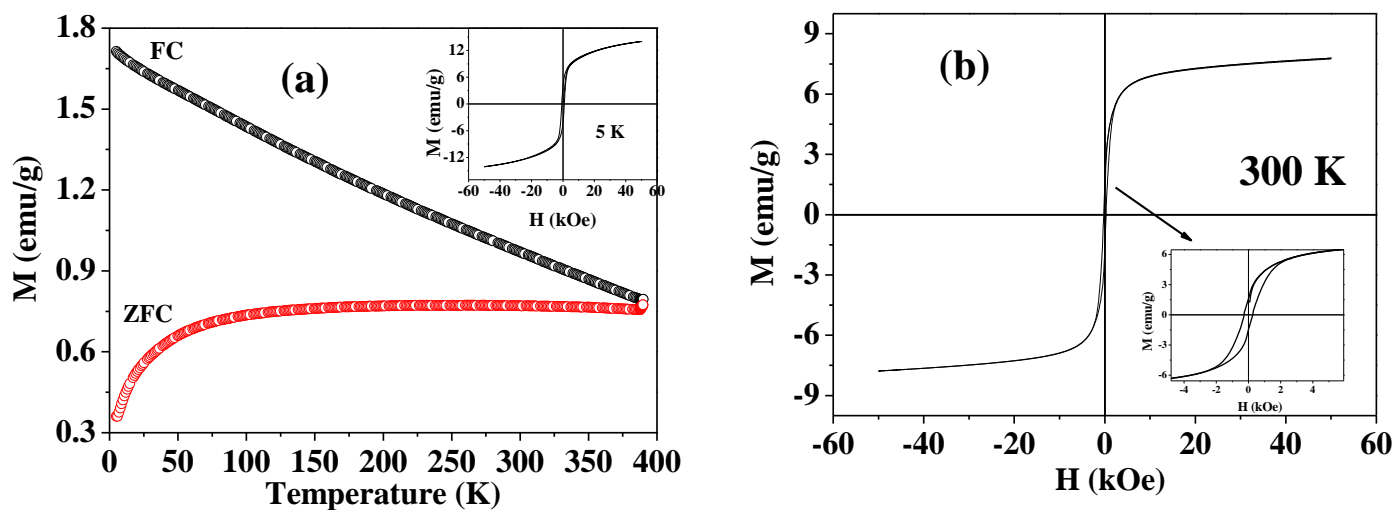 FC
(a)
ZFC
M (emu/g)
1.8
1.5
1.2
0.9
0.6
0.3
0 50 100 150 200 250 300 350 400
Temperature (K)
M (emu/g)
12
6
0
-6
-12
5 K
-60 -40 -20 0 20 40 60
H (kOe)
(b)
300 K
M (emu/g)
9
6
3
0
-3
-6
-9
-60 -40 -20 0 20 40 60
H (kOe)
M (emu/g)
6
3
0
-3
-6
-4 -2 0 2 4
H (kOe)